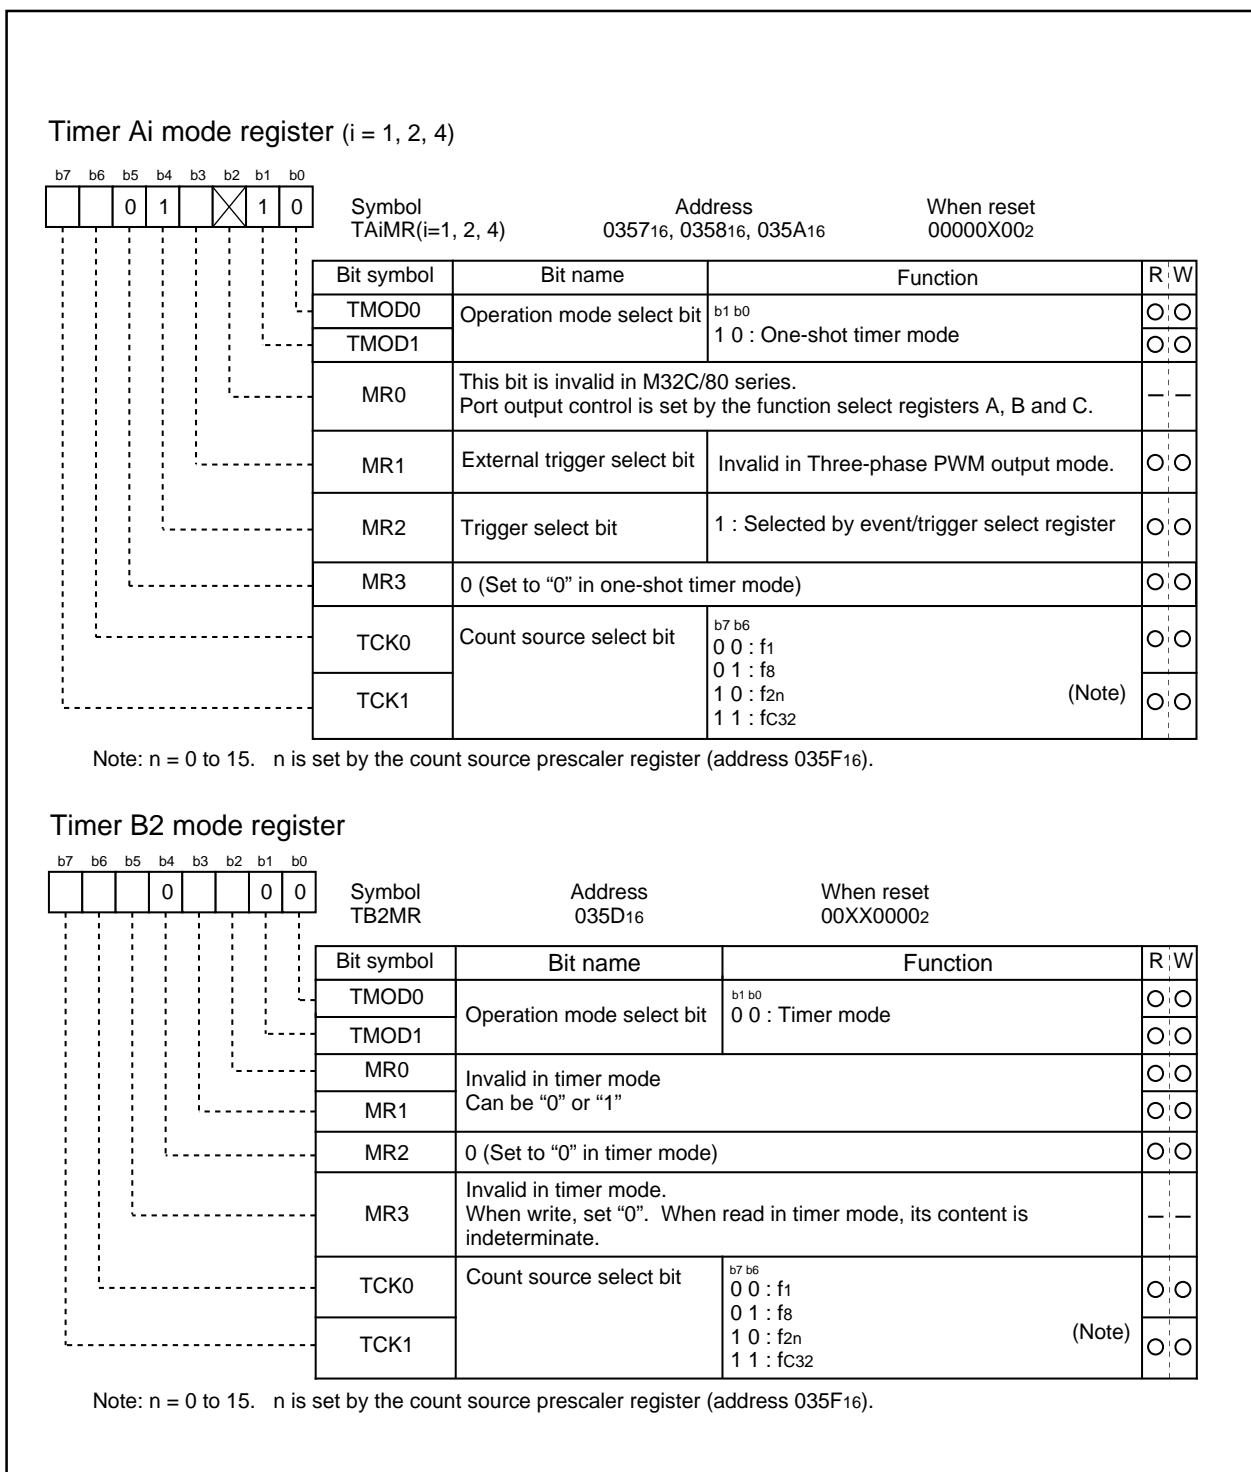 Timer Ai mode register (i = 1, 2, 4)
b7 b6 b5 b4 b3 b2 b1 b0
0 1 1 0
Symbol Address When reset
TAiMR(i=1, 2, 4) 035716, 035816, 035A16 00000X002
Bit symbol Bit name Function R W
TMOD0 Operation mode select bit b1 b0
TMOD1 1 0 : One-shot timer mode
MR0 This bit is invalid in M32C/80 series.
Port output control is set by the function select registers A, B and C. – –
MR1 External trigger select bit Invalid in Three-phase PWM output mode.
MR2 Trigger select bit 1 : Selected by event/trigger select register
MR3 0 (Set to “0” in one-shot timer mode)
TCK0 Count source select bit b7 b6
0 0 : f1
0 1 : f8
TCK1 1 0 : f2n (Note)
1 1 : fC32
Note: n = 0 to 15. n is set by the count source prescaler register (address 035F16).
Timer B2 mode register
b7 b6 b5 b4 b3 b2 b1 b0
0 0 0
Symbol Address When reset
TB2MR 035D16 00XX00002
Bit symbol Bit name Function R W
TMOD0 Operation mode select bit b1 b0
TMOD1 0 0 : Timer mode
MR0 Invalid in timer mode
MR1 Can be “0” or “1”
MR2 0 (Set to “0” in timer mode)
Invalid in timer mode.
MR3 When write, set “0”. When read in timer mode, its content is – –
indeterminate.
TCK0 Count source select bit b7 b6
0 0 : f1
0 1 : f8
TCK1 1 0 : f2n (Note)
1 1 : fC32
Note: n = 0 to 15. n is set by the count source prescaler register (address 035F16).